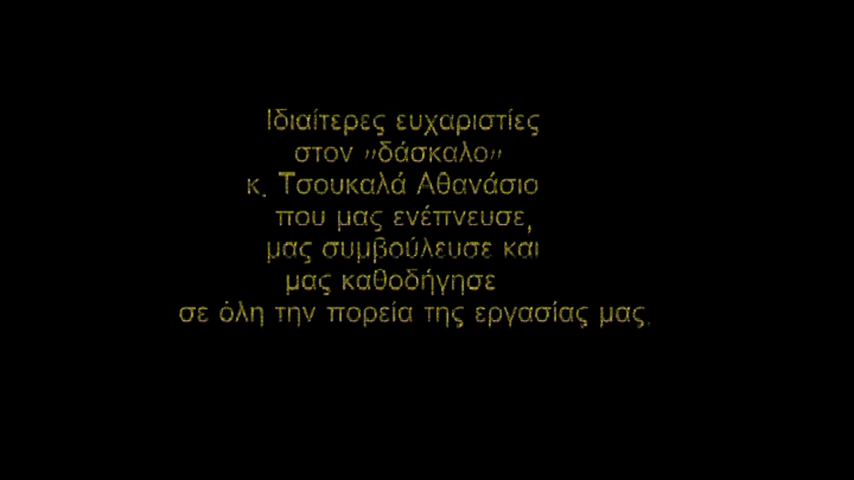 Ιδιαίτερες ευχαριστίες
στον "δάσκαλο"
κ. Τσουκαλά Αθανάσιο
που μας ενέπνευσε,
μας συμβούλευσε και
μας καθοδήγησε
σε όλη την πορεία της εργασίας μας.